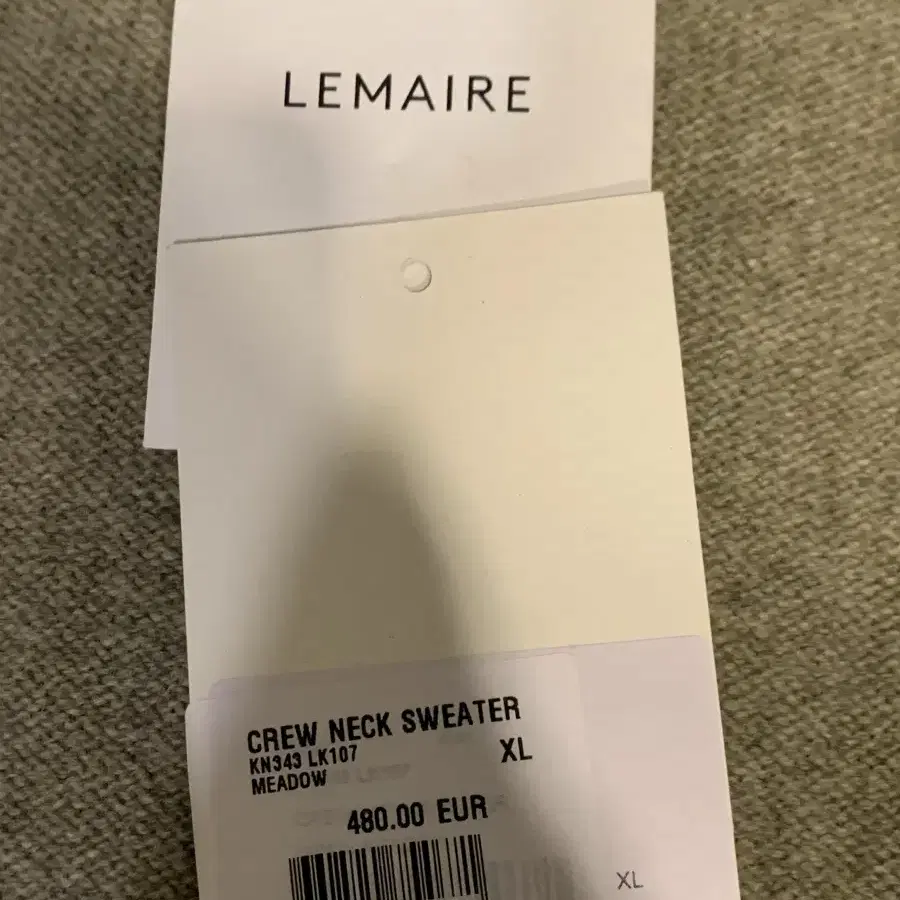 LEMAIRE
CREW NECK SWEATER
KN343 LK107 XL
MEADOW
480.00 EUR
XL